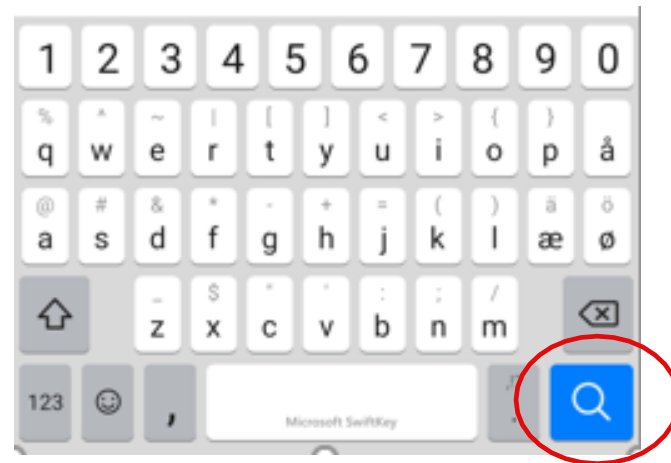 1 2 3 4 5 6 7 8 9 0
% ^ ~ | [ ] < > { }
q w e r t y u i o p å
@ # & * - + = ( ) ä ö
a s d f g h j k l æ ø
_ $ " ' : ; /
z x c v b n m
123 , Microsoft SwiftKey .